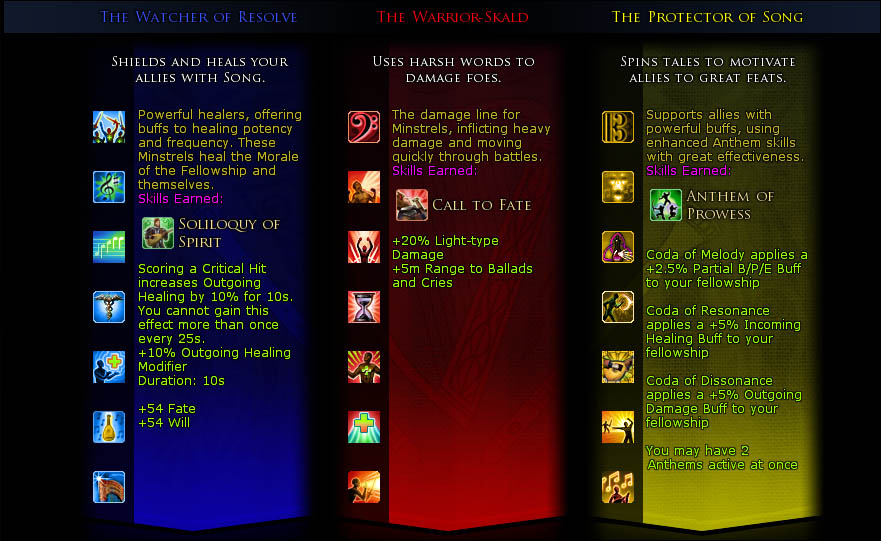 The Watcher of Resolve
Shields and heals your
allies with Song.
Powerful healers, offering
buffs to healing potency
and frequency. These
Minstrels heal the Morale
of the Fellowship and
themselves.
Skills Earned:
Soliloquy of
Spirit
Scoring a Critical Hit
increases Outgoing
Healing by 10% for 10s.
You cannot gain this
effect more than once
every 25s.
+10% Outgoing Healing
Modifier
Duration: 10s
+54 Fate
+54 Will
The Warrior-Skald
Uses harsh words to
damage foes.
The damage line for
Minstrels, inflicting heavy
damage and moving
quickly through battles.
Skills Earned:
Call to Fate
+20% Light-type
Damage
+5m Range to Ballads
and Cries
The Protector of Song
Spins tales to motivate
allies to great feats.
Supports allies with
powerful buffs, using
enhanced Anthem skills
with great effectiveness.
Skills Earned:
Anthem of
Prowess
Coda of Melody applies a
+2.5% Partial B/P/E Buff
to your fellowship
Coda of Resonance
applies a +5% Incoming
Healing Buff to your
fellowship
Coda of Dissonance
applies a +5% Outgoing
Damage Buff to your
fellowship
You may have 2
Anthems active at once